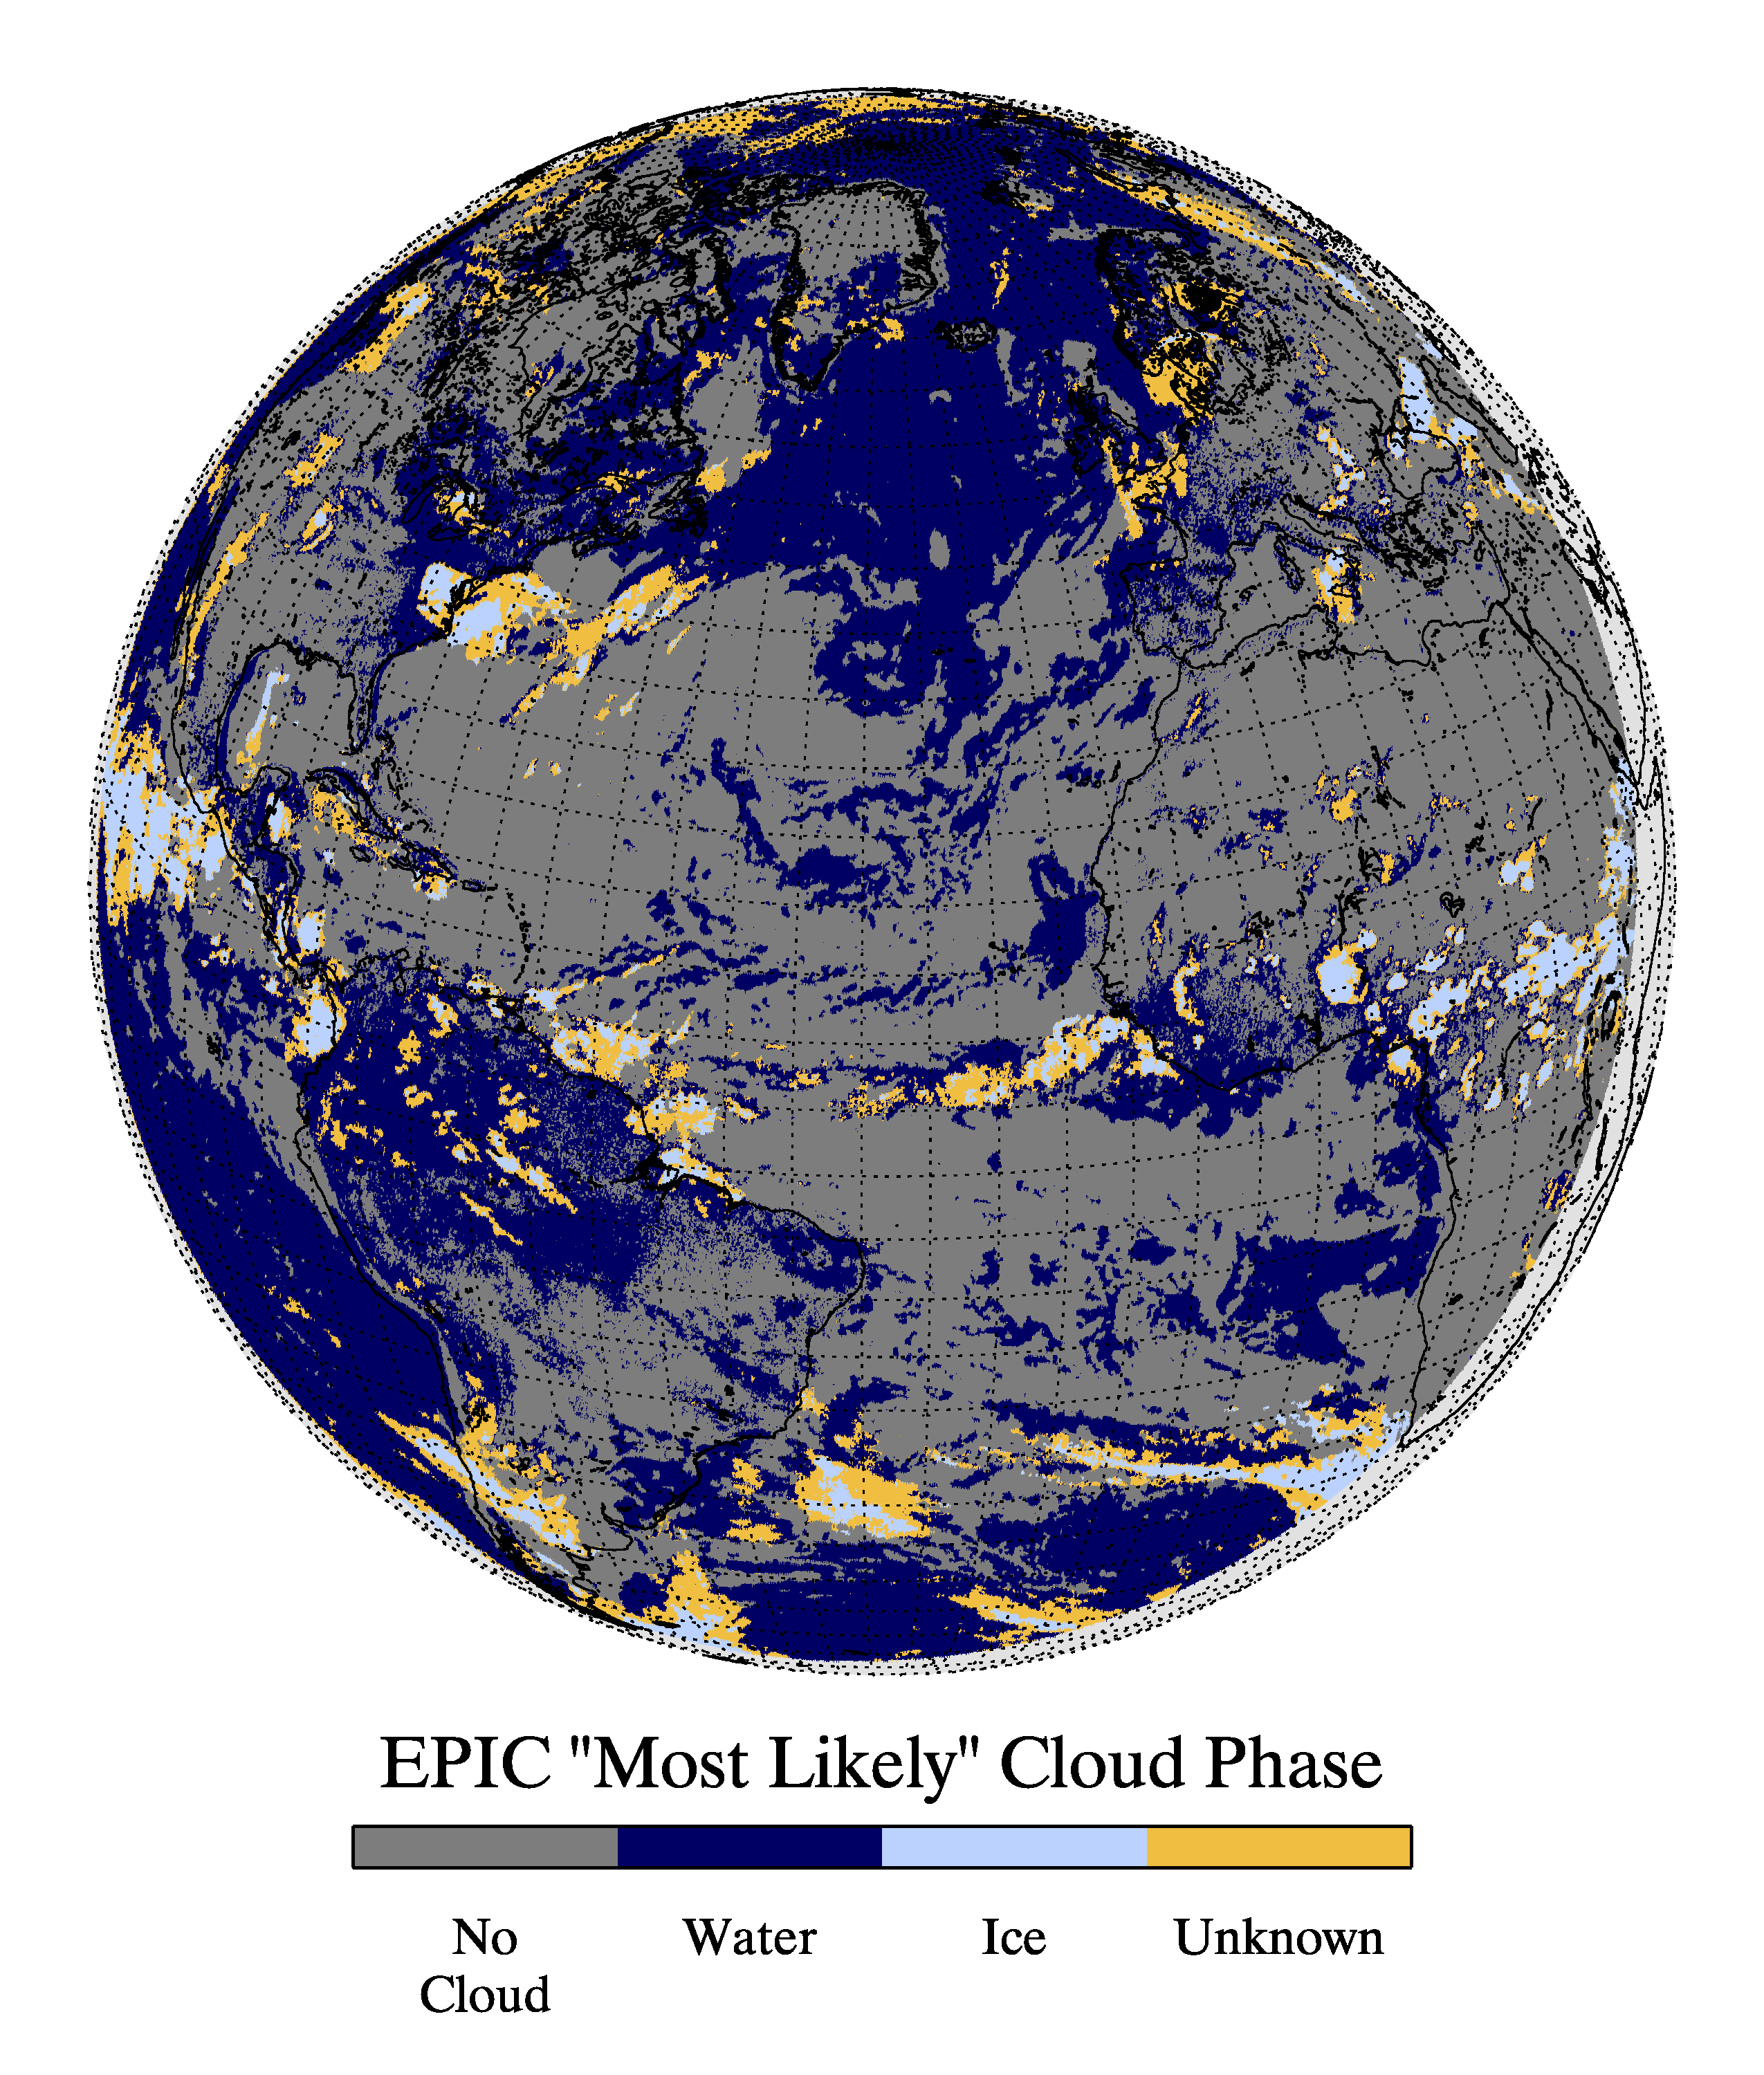 EPIC "Most Likely" Cloud Phase
No Water Ice Unknown
Cloud